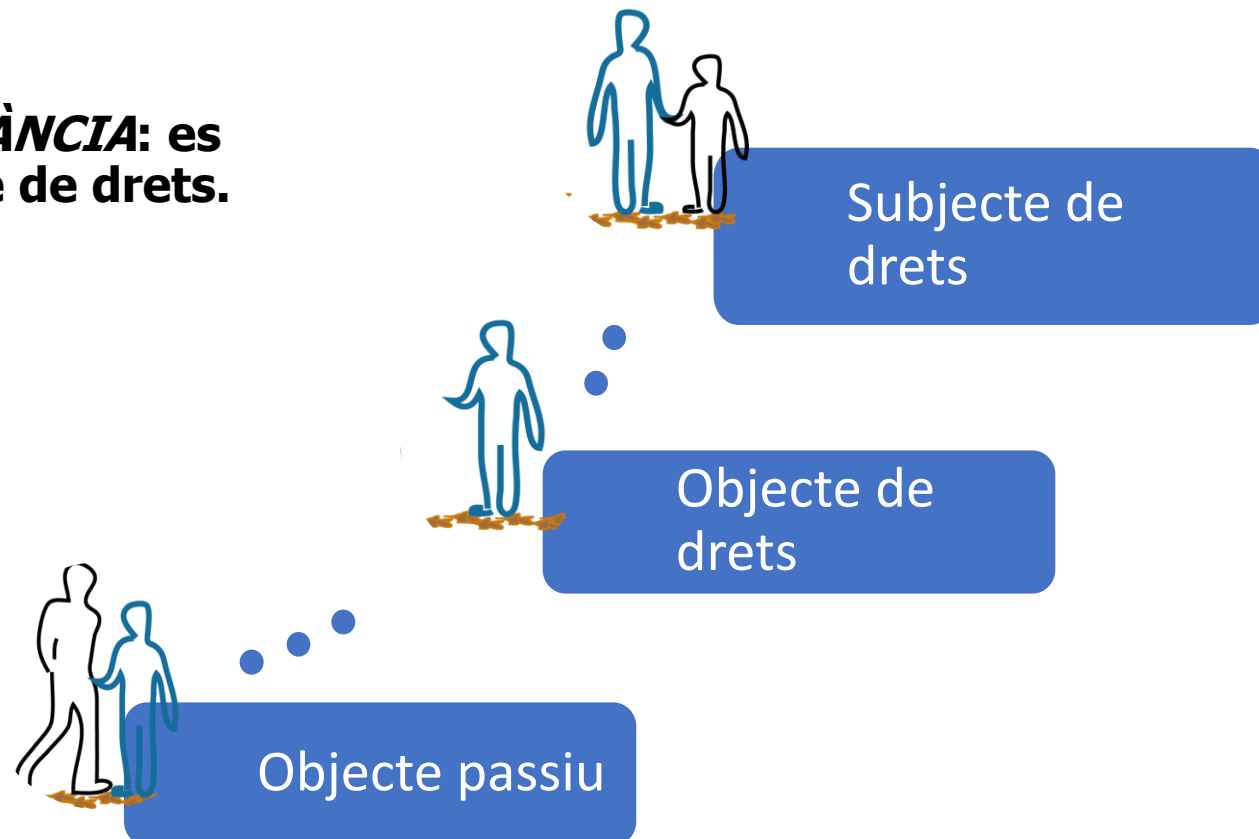 ÀNCIA: es
de drets.
Subjecte de
drets
Objecte de
drets
Objecte passiu